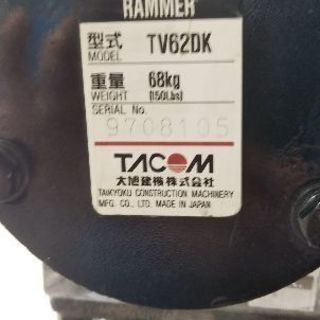 RAMMER
型式 TV62DK
MODEL
重量 68kg
WEIGHT (150Lbs)
SERIAL No.
9708105
TACOM
大旭建機株式会社
TAIKYOKU CONSTRUCTION MACHINERY
MFG. CO., LTD. MADE IN JAPAN